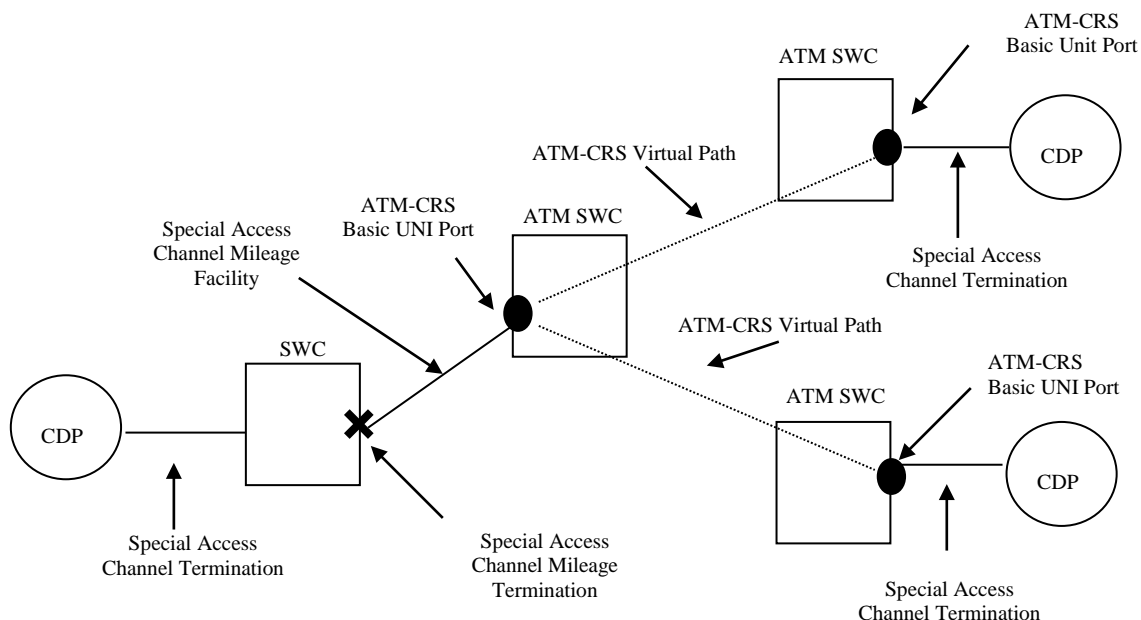 ATM-CRS
Basic Unit Port
ATM SWC
CDP
ATM-CRS Virtual Path
ATM-CRS
Basic UNI Port
ATM SWC
Special Access
Channel Mileage
Facility
Special Access
Channel Termination
ATM-CRS Virtual Path
SWC
ATM-CRS
Basic UNI Port
ATM SWC
CDP
CDP
Special Access
Channel Termination
Special Access
Channel Mileage
Termination
Special Access
Channel Termination